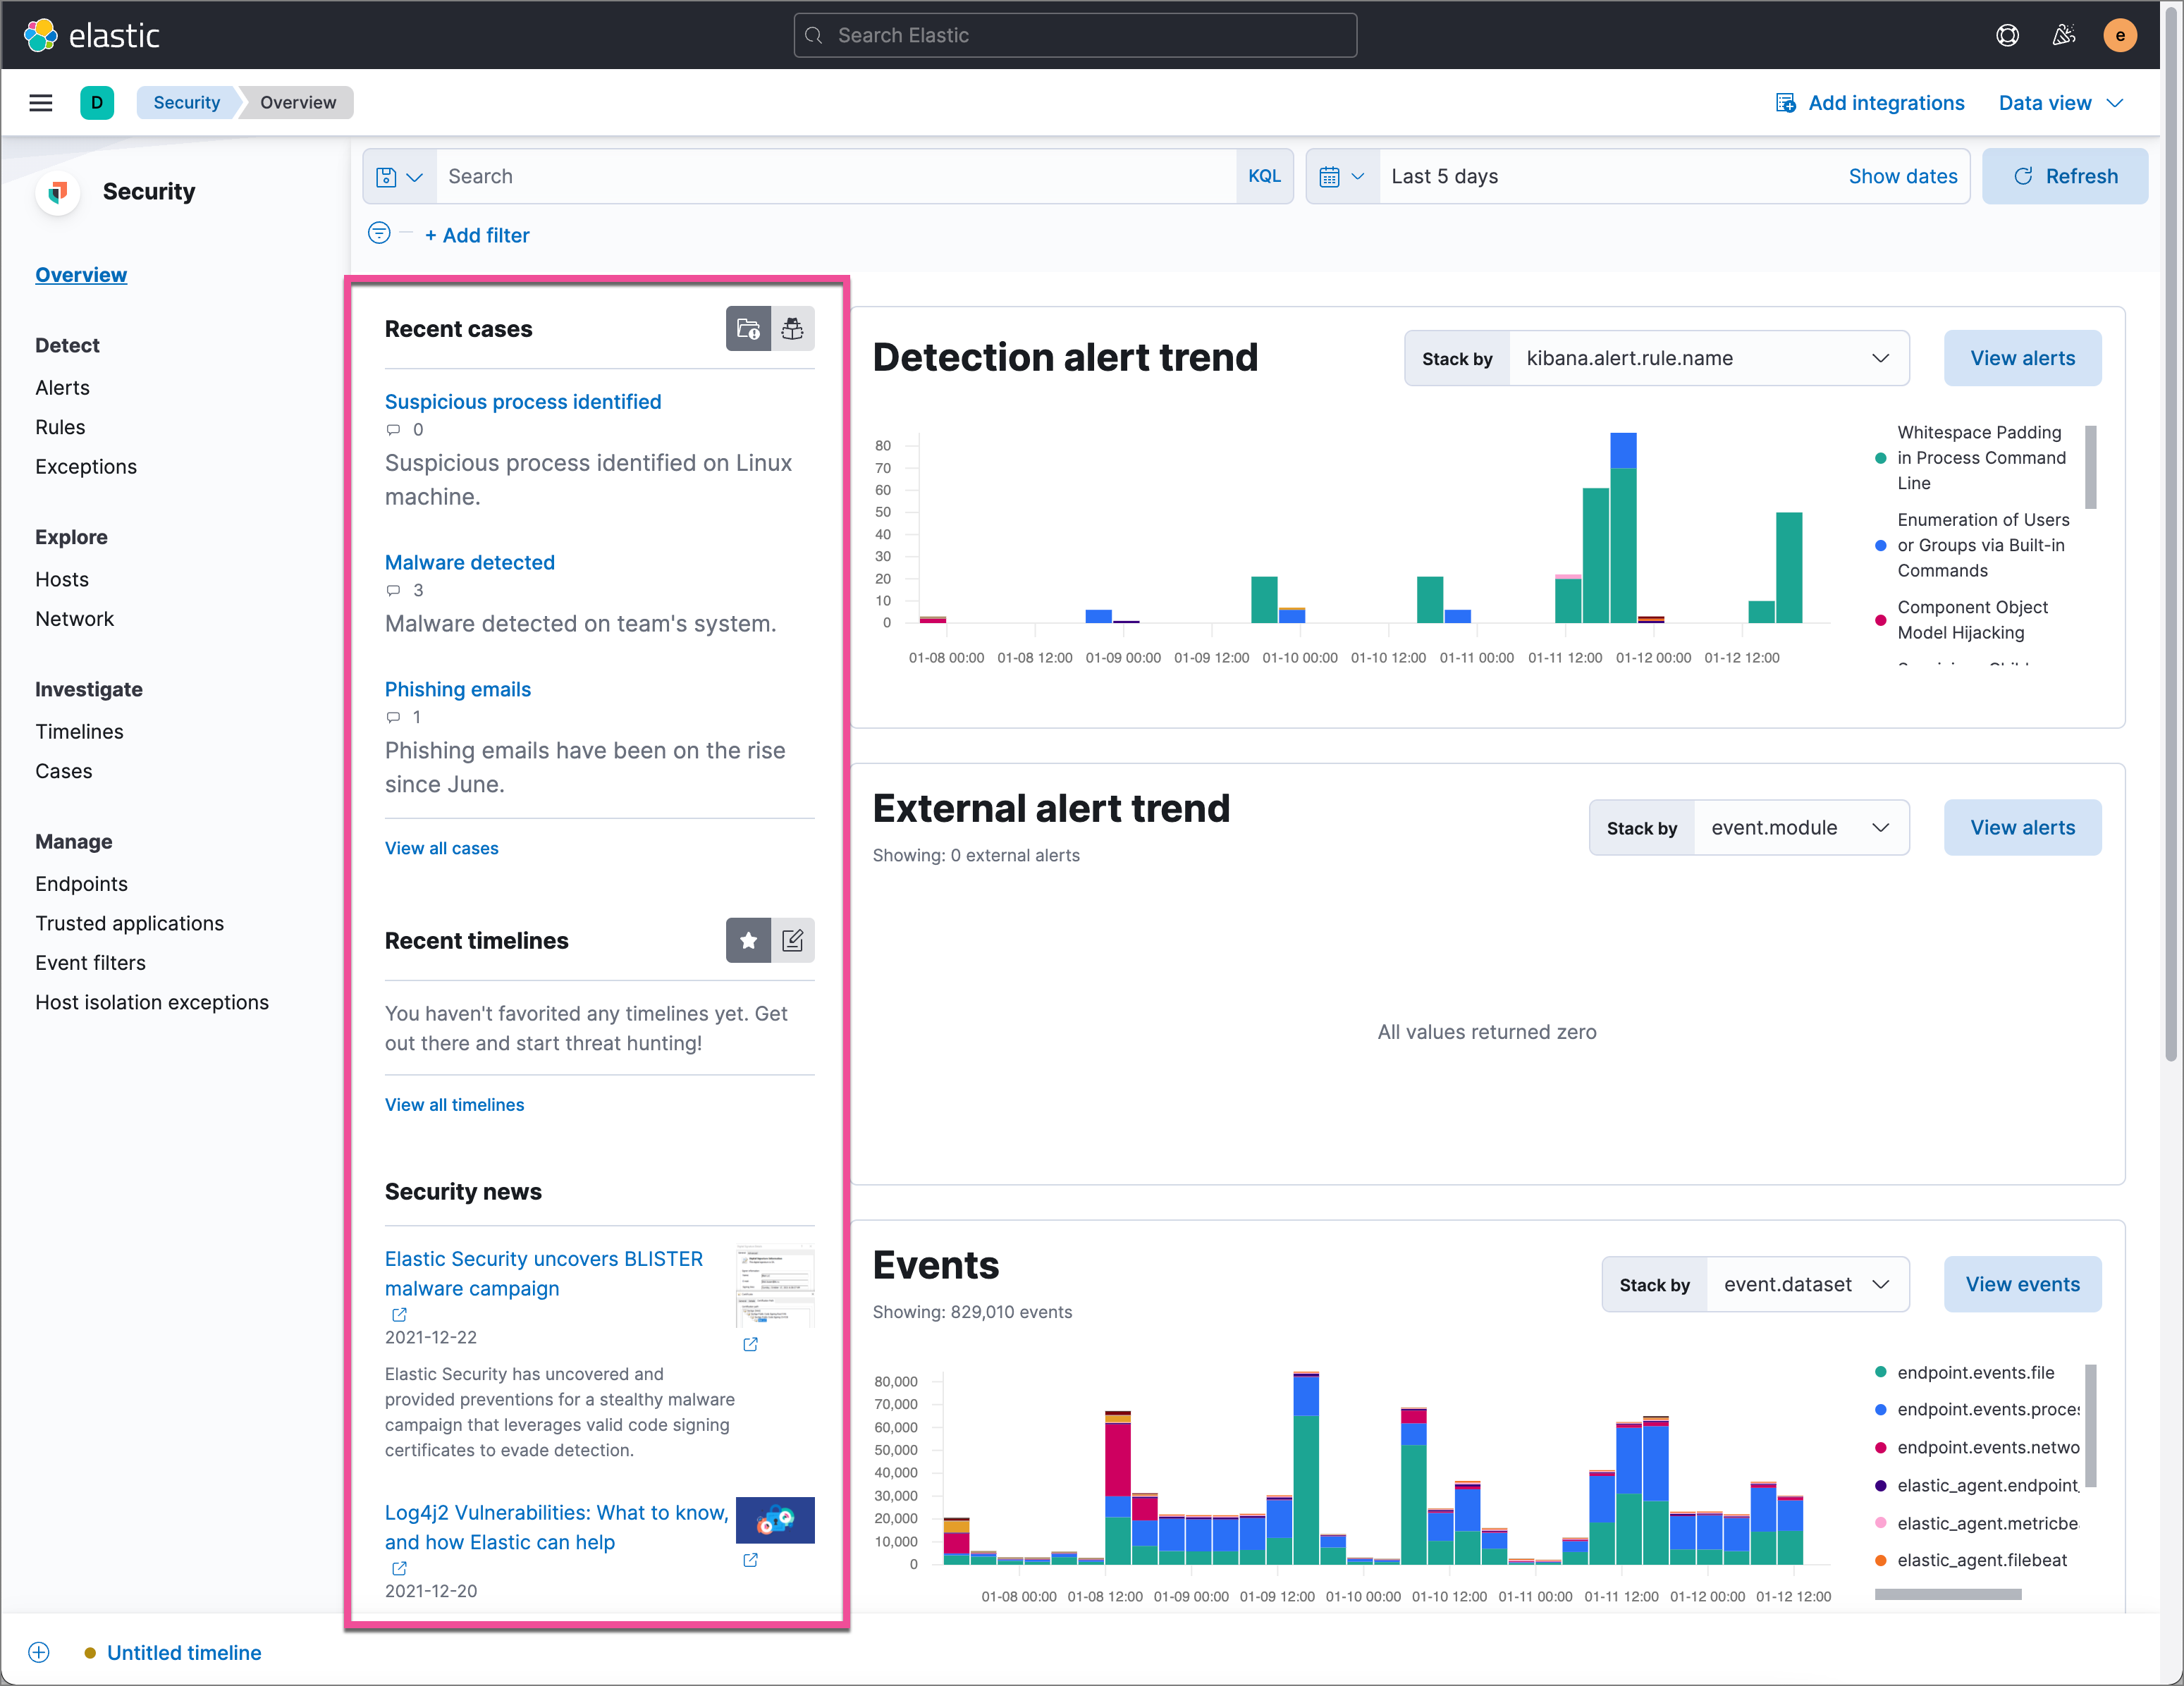 elastic
Search Elastic
e
D
Security
Overview
Add integrations
Data view
Security
Search
KQL
Last 5 days
Show dates
Refresh
+ Add filter
Overview
Detect
Alerts
Rules
Exceptions
Explore
Hosts
Network
Investigate
Timelines
Cases
Manage
Endpoints
Trusted applications
Event filters
Host isolation exceptions
Recent cases
Suspicious process identified
0
Suspicious process identified on Linux
machine.
Malware detected
3
Malware detected on team's system.
Phishing emails
1
Phishing emails have been on the rise
since June.
View all cases
Recent timelines
You haven't favorited any timelines yet. Get
out there and start threat hunting!
View all timelines
Security news
Elastic Security uncovers BLISTER
malware campaign
2021-12-22
Elastic Security has uncovered and
provided preventions for a stealthy malware
campaign that leverages valid code signing
certificates to evade detection.
Log4j2 Vulnerabilities: What to know,
and how Elastic can help
2021-12-20
Detection alert trend
Stack by
kibana.alert.rule.name
View alerts
80
70
60
50
40
30
20
10
0
01-08 00:00 01-08 12:00 01-09 00:00 01-09 12:00 01-10 00:00 01-10 12:00 01-11 00:00 01-11 12:00 01-12 00:00 01-12 12:00
Whitespace Padding
in Process Command
Line
Enumeration of Users
or Groups via Built-in
Commands
Component Object
Model Hijacking
External alert trend
Showing: 0 external alerts
Stack by
event.module
View alerts
All values returned zero
Events
Showing: 829,010 events
Stack by
event.dataset
View events
80,000
70,000
60,000
50,000
40,000
30,000
20,000
10,000
0
01-08 00:00 01-08 12:00 01-09 00:00 01-09 12:00 01-10 00:00 01-10 12:00 01-11 00:00 01-11 12:00 01-12 00:00 01-12 12:00
endpoint.events.file
endpoint.events.proces
endpoint.events.netwo
elastic_agent.endpoint_
elastic_agent.metricbe
elastic_agent.filebeat
Untitled timeline